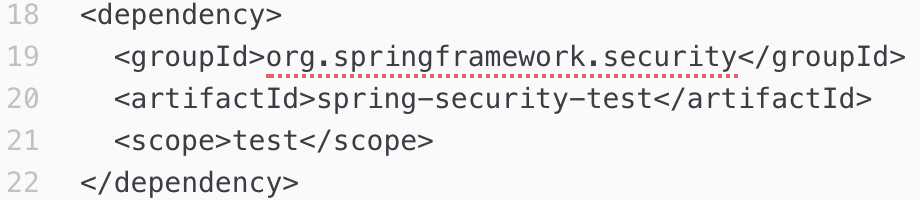 18 <dependency>
19 <groupId>org.springframework.security</groupId>
20 <artifactId>spring-security-test</artifactId>
21 <scope>test</scope>
22 </dependency>